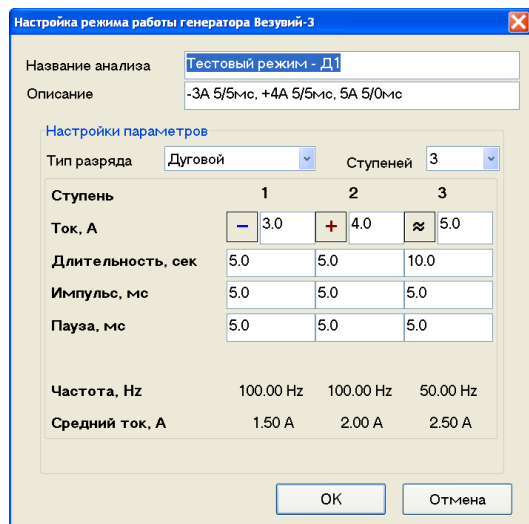 Настройка режима работы генератора Везувий-3
Название анализа Тестовый режим - Д1
Описание -3А 5/5мс, +4А 5/5мс, 5А 5/0мс
Настройки параметров
Тип разряда Дуговой Ступеней 3
Ступень 1 2 3
Ток, А − 3.0 + 4.0 ≈ 5.0
Длительность, сек 5.0 5.0 10.0
Импульс, мс 5.0 5.0 5.0
Пауза, мс 5.0 5.0 5.0
Частота, Hz 100.00 Hz 100.00 Hz 50.00 Hz
Средний ток, А 1.50 А 2.00 А 2.50 А
OK Отмена